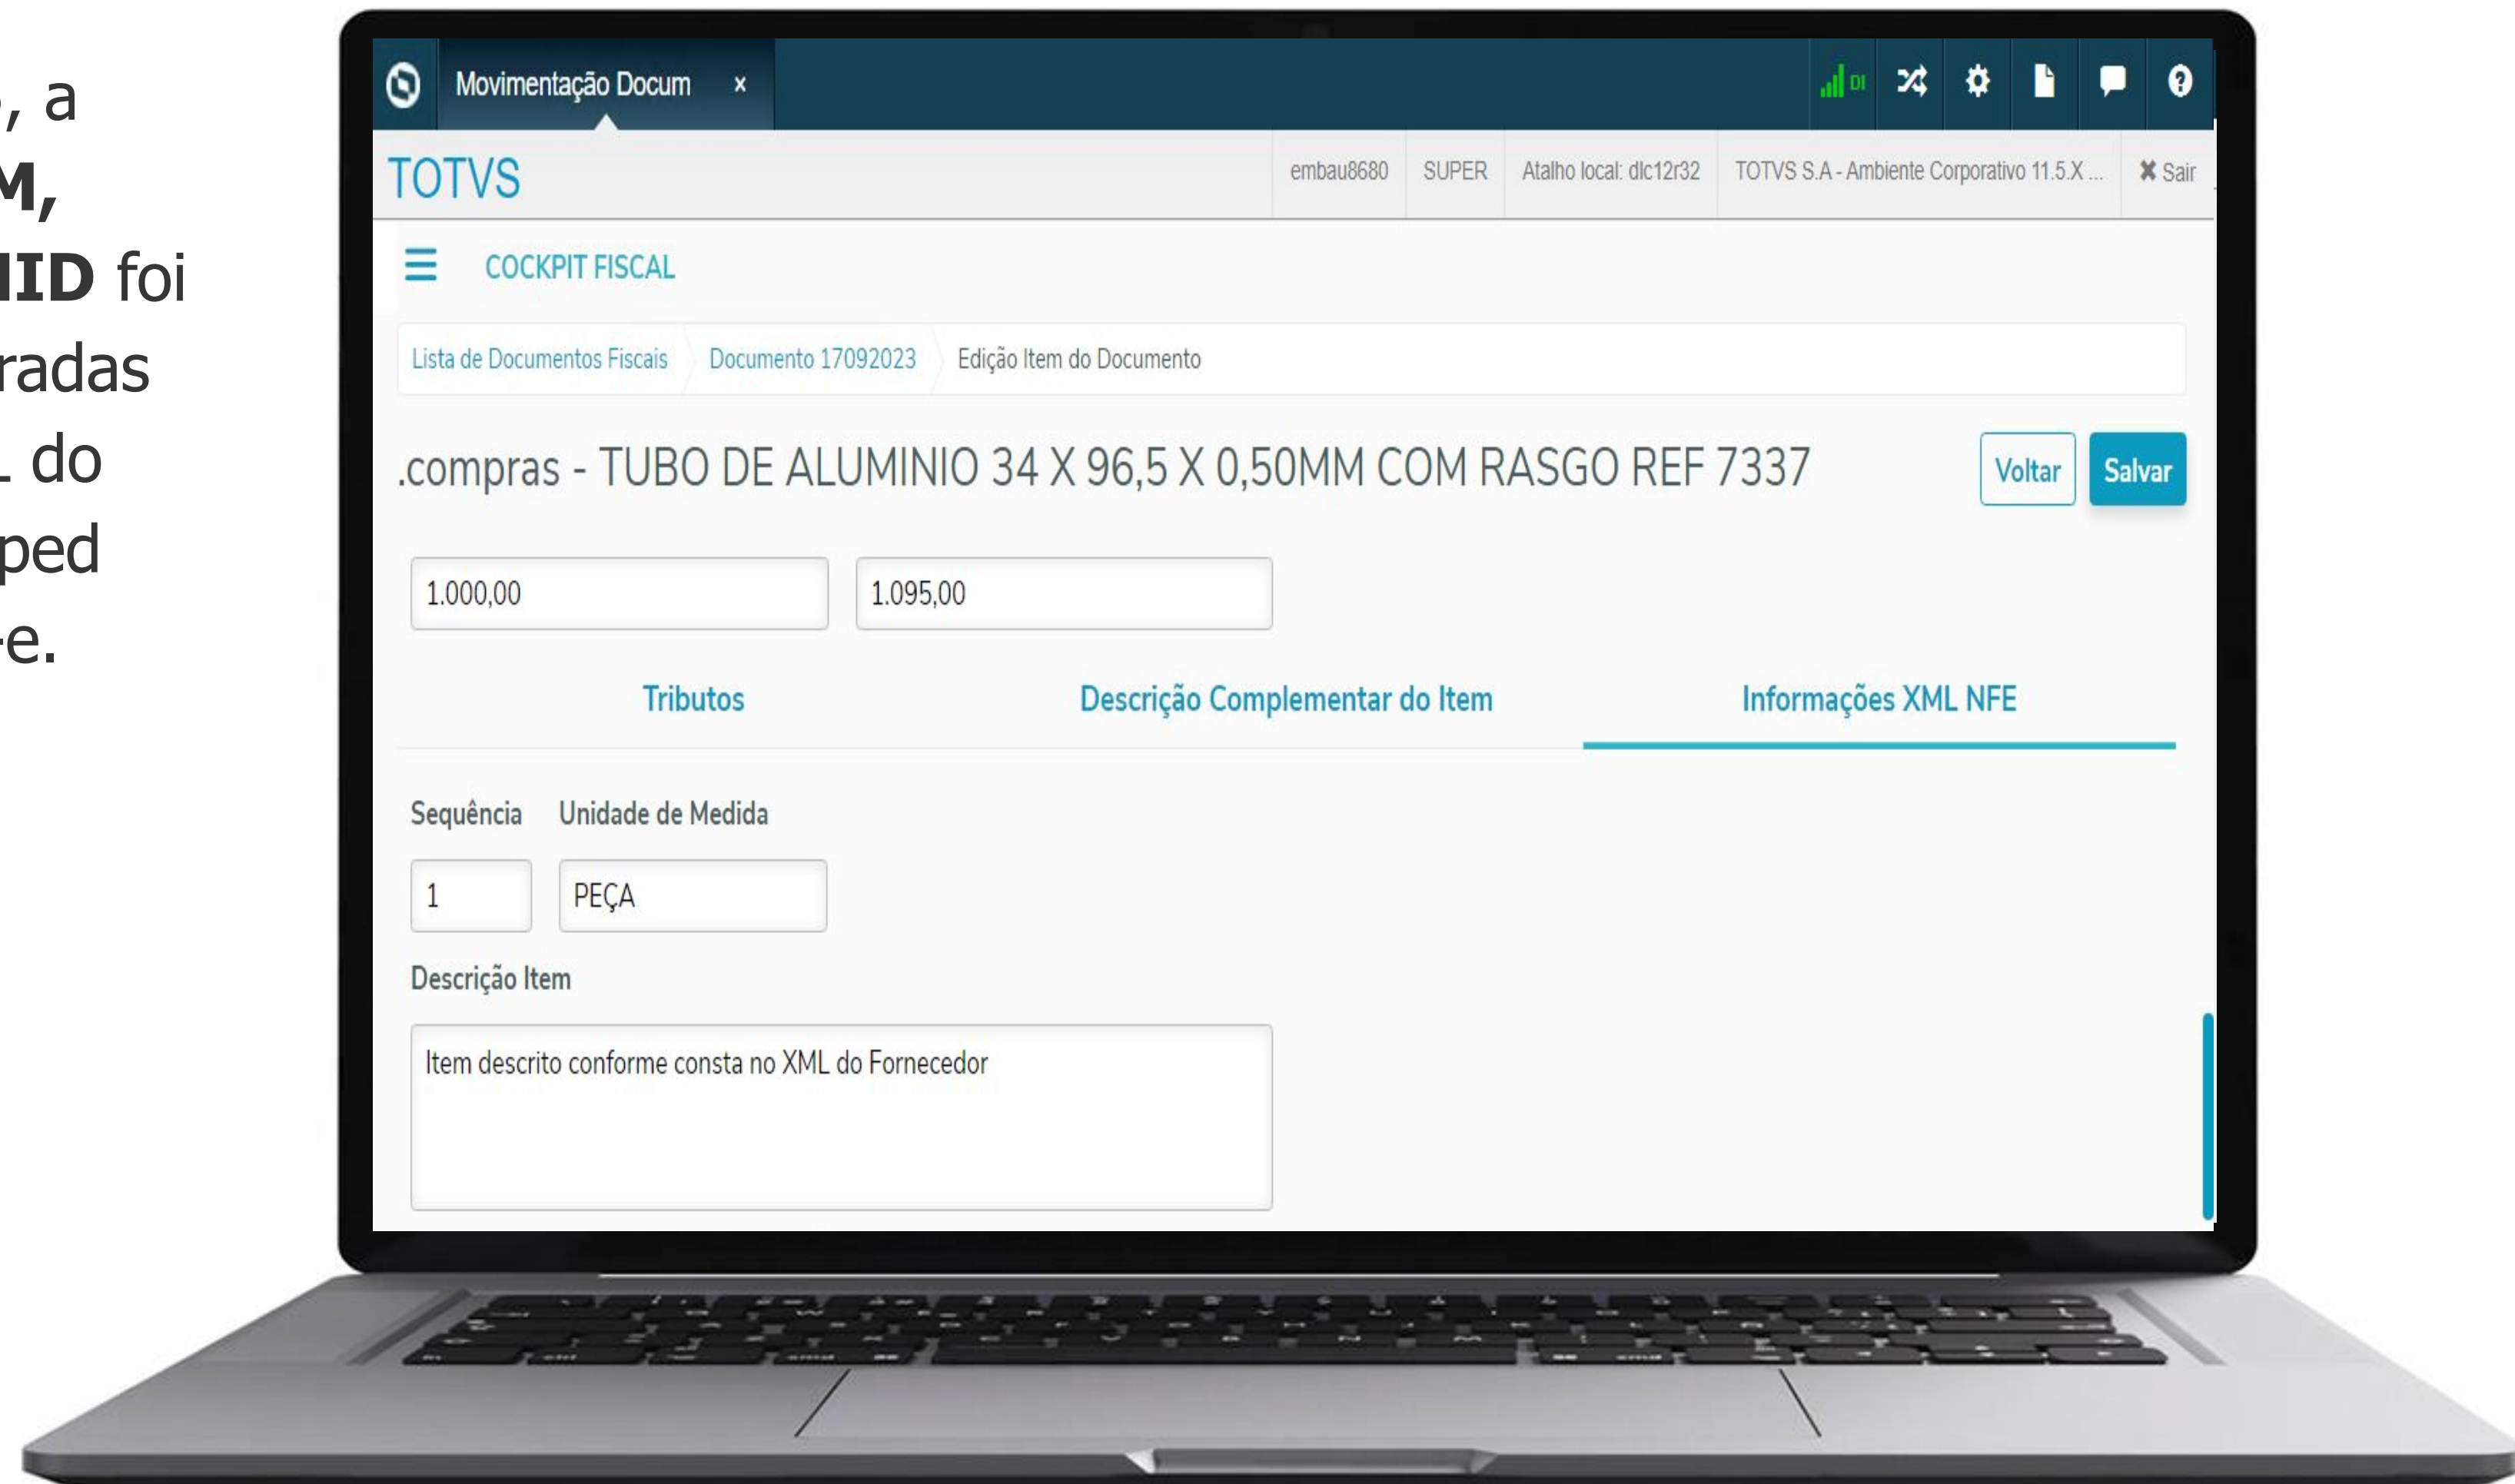 , a
M,
IID foi
radas
do
ped
-e.
Movimentação Docum ×
DI
TOTVS
embau8680 SUPER Atalho local: dlc12r32 TOTVS S.A - Ambiente Corporativo 11.5.X ... Sair
COCKPIT FISCAL
Lista de Documentos Fiscais Documento 17092023 Edição Item do Documento
.compras - TUBO DE ALUMINIO 34 X 96,5 X 0,50MM COM RASGO REF 7337
Voltar Salvar
1.000,00 1.095,00
Tributos Descrição Complementar do Item Informações XML NFE
Sequência Unidade de Medida
1 PEÇA
Descrição Item
Item descrito conforme consta no XML do Fornecedor